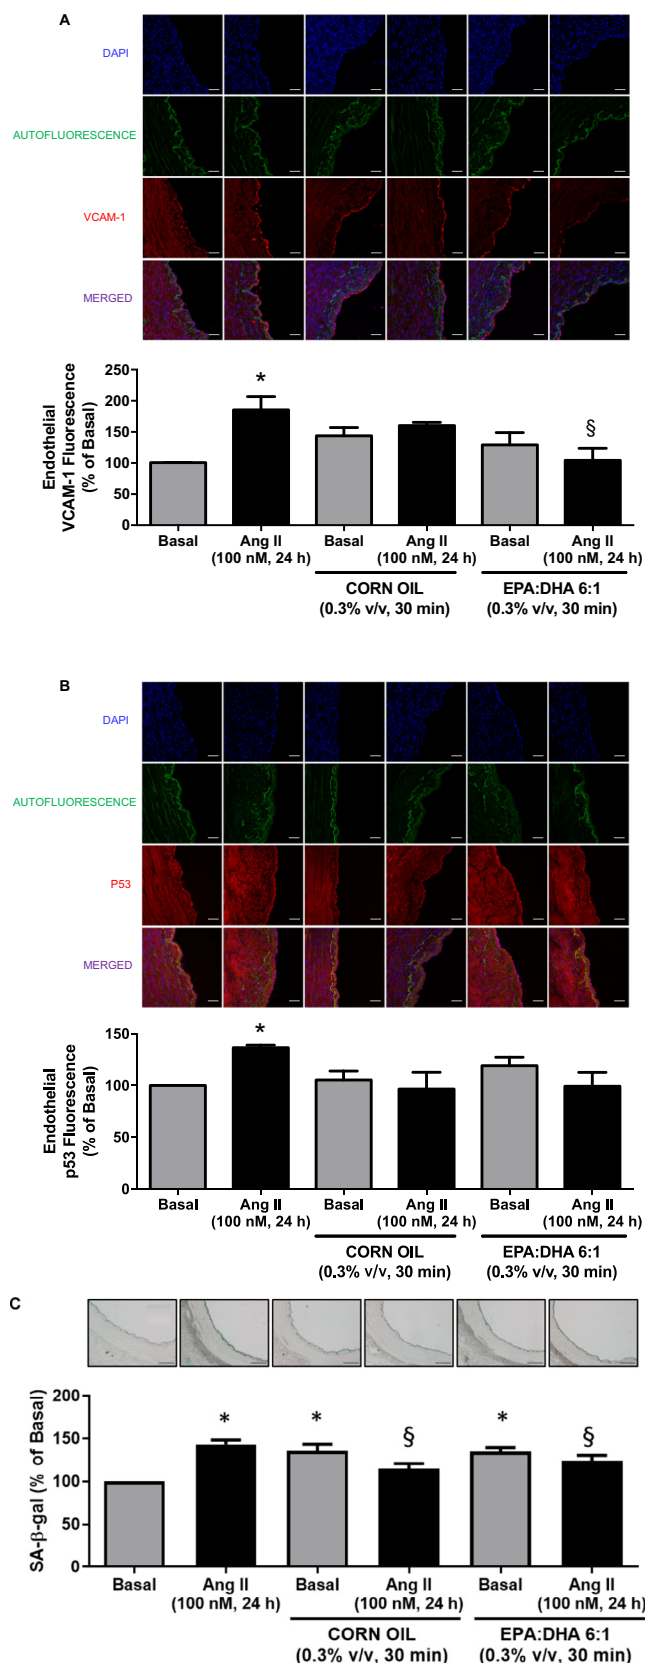 A
DAPI
AUTOFLUORESCENCE
VCAM-1
MERGED
Endothelial
VCAM-1 Fluorescence
(% of Basal)
250
200
150
100
50
0
*
§
Basal Ang II Basal Ang II Basal Ang II
(100 nM, 24 h) (100 nM, 24 h) (100 nM, 24 h)
CORN OIL EPA:DHA 6:1
(0.3% v/v, 30 min) (0.3% v/v, 30 min)
B
DAPI
AUTOFLUORESCENCE
P53
MERGED
Endothelial
p53 Fluorescence
(% of Basal)
150
100
50
0
*
Basal Ang II Basal Ang II Basal Ang II
(100 nM, 24 h) (100 nM, 24 h) (100 nM, 24 h)
CORN OIL EPA:DHA 6:1
(0.3% v/v, 30 min) (0.3% v/v, 30 min)
C
SA-β-gal (% of Basal)
200
150
100
50
0
* * § * §
Basal Ang II Basal Ang II Basal Ang II
(100 nM, 24 h) (100 nM, 24 h) (100 nM, 24 h)
CORN OIL EPA:DHA 6:1
(0.3% v/v, 30 min) (0.3% v/v, 30 min)